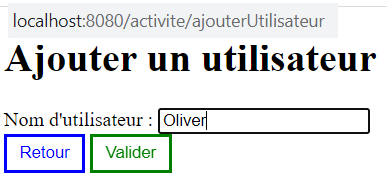 localhost:8080/activite/ajouterUtilisateur
Ajouter un utilisateur
Nom d'utilisateur : Oliver
Retour Valider